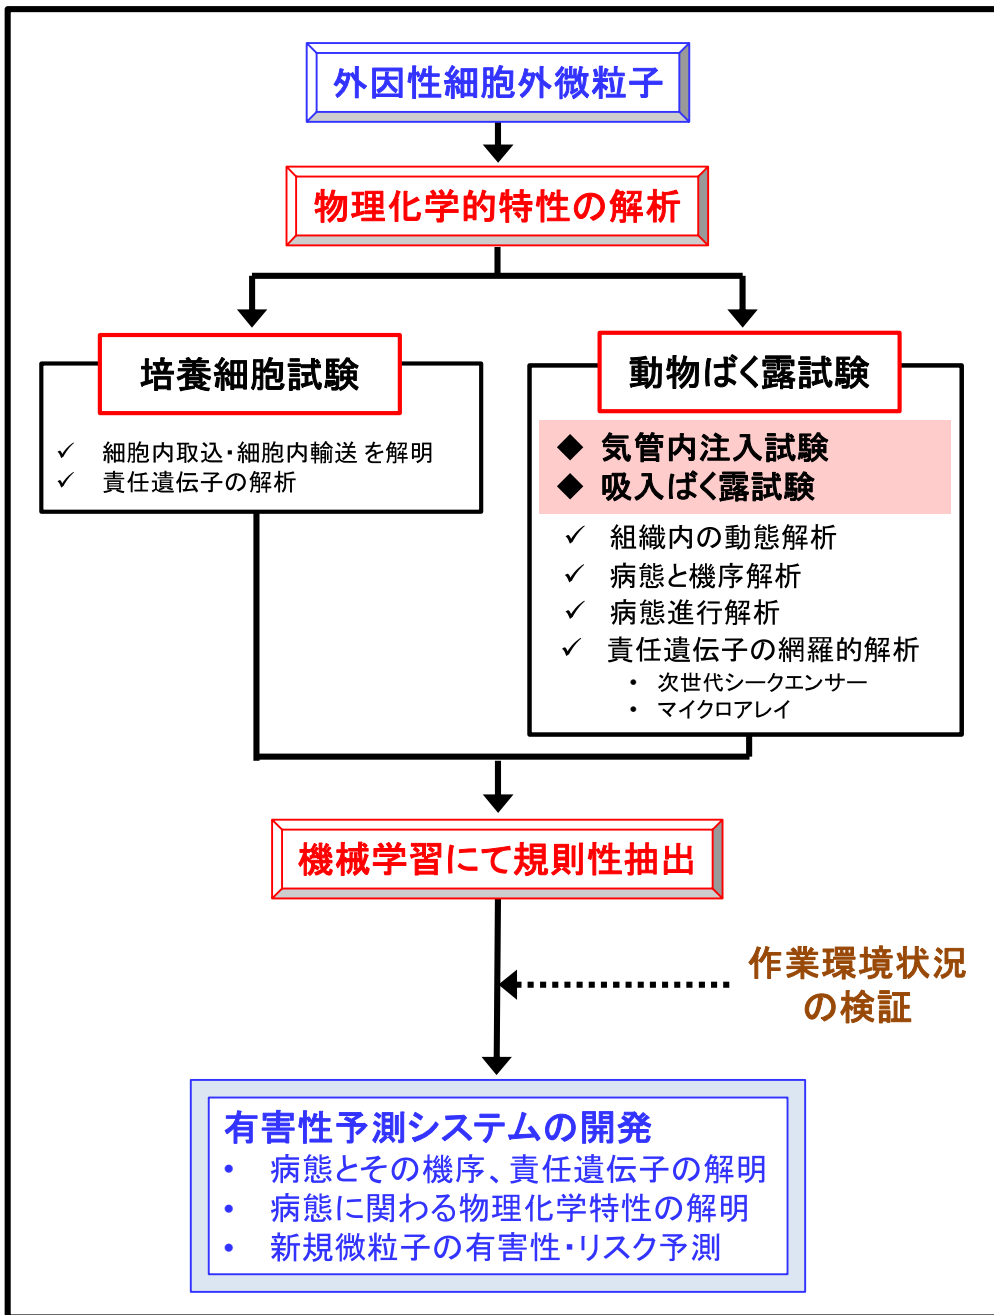 外因性細胞外微粒子
物理化学的特性の解析
培養細胞試験
✓ 細胞内取込・細胞内輸送 を解明
✓ 責任遺伝子の解析
動物ばく露試験
◆ 気管内注入試験
◆ 吸入ばく露試験
✓ 組織内の動態解析
✓ 病態と機序解析
✓ 病態進行解析
✓ 責任遺伝子の網羅的解析
• 次世代シークエンサー
• マイクロアレイ
機械学習にて規則性抽出
作業環境状況
の検証
有害性予測システムの開発
• 病態とその機序、責任遺伝子の解明
• 病態に関わる物理化学特性の解明
• 新規微粒子の有害性・リスク予測